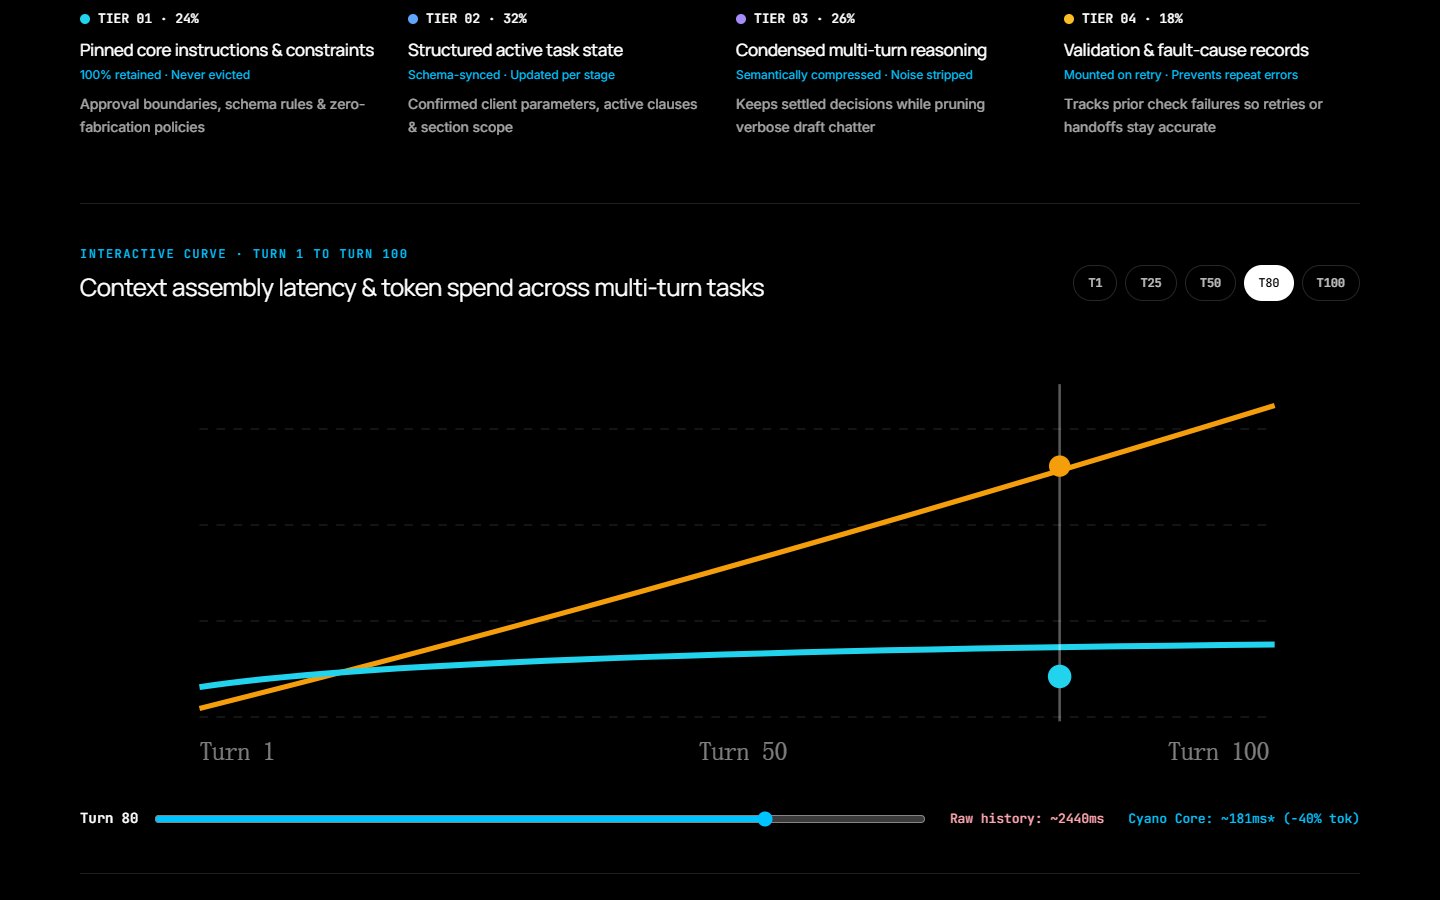 TIER 01 · 24%
Pinned core instructions & constraints
100% retained · Never evicted
Approval boundaries, schema rules & zero-
fabrication policies
TIER 02 · 32%
Structured active task state
Schema-synced · Updated per stage
Confirmed client parameters, active clauses
& section scope
TIER 03 · 26%
Condensed multi-turn reasoning
Semantically compressed · Noise stripped
Keeps settled decisions while pruning
verbose draft chatter
TIER 04 · 18%
Validation & fault-cause records
Mounted on retry · Prevents repeat errors
Tracks prior check failures so retries or
handoffs stay accurate
INTERACTIVE CURVE · TURN 1 TO TURN 100
Context assembly latency & token spend across multi-turn tasks
T1
T25
T50
T80
T100
Turn 1
Turn 50
Turn 100
Turn 80
Raw history: ~2440ms
Cyano Core: ~181ms* (-40% tok)